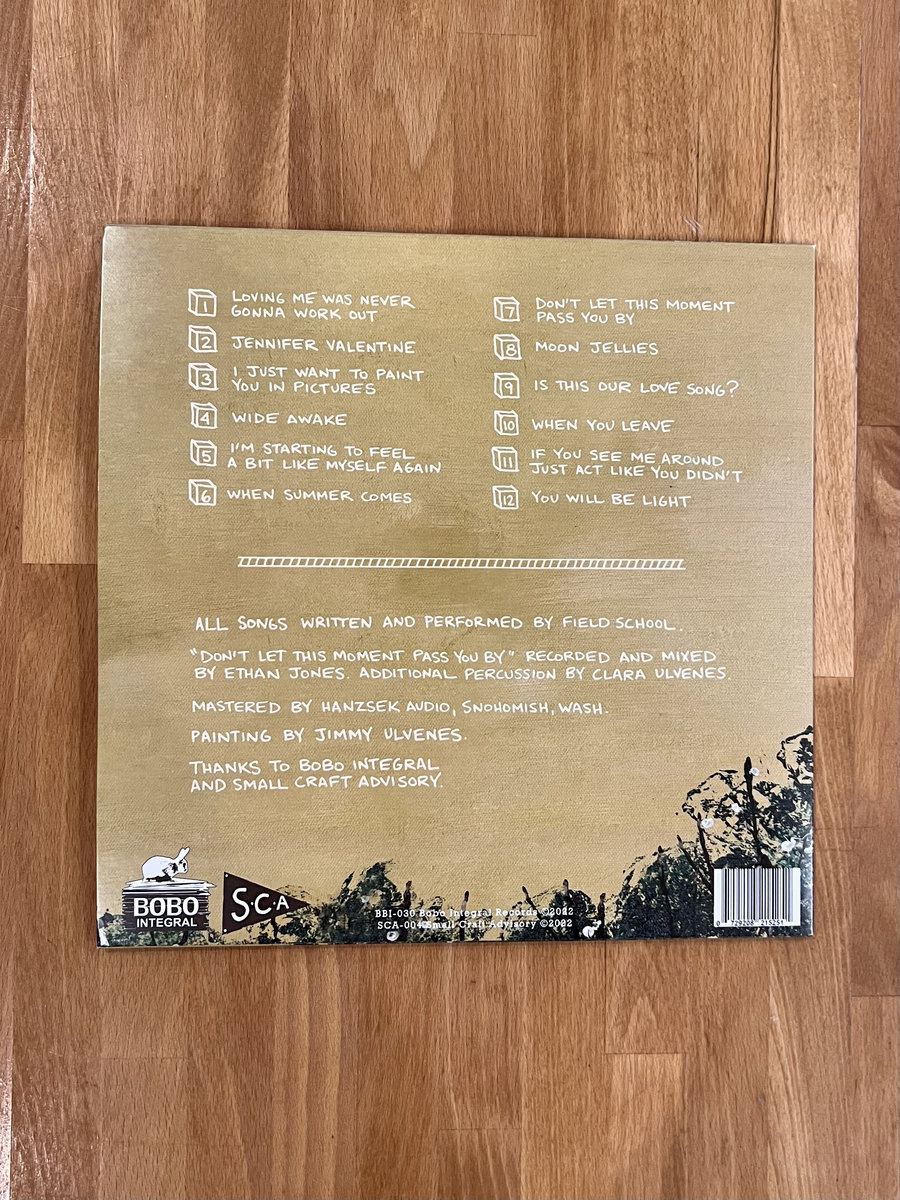 1 LOVING ME WAS NEVER
GONNA WORK OUT
2 JENNIFER VALENTINE
3 I JUST WANT TO PAINT
YOU IN PICTURES
4 WIDE AWAKE
5 I'M STARTING TO FEEL
A BIT LIKE MYSELF AGAIN
6 WHEN SUMMER COMES
7 DON'T LET THIS MOMENT
PASS YOU BY
8 MOON JELLIES
9 IS THIS OUR LOVE SONG?
10 WHEN YOU LEAVE
11 IF YOU SEE ME AROUND
JUST ACT LIKE YOU DIDN'T
12 YOU WILL BE LIGHT
ALL SONGS WRITTEN AND PERFORMED BY FIELD SCHOOL.
"DON'T LET THIS MOMENT PASS YOU BY" RECORDED AND MIXED
BY ETHAN JONES. ADDITIONAL PERCUSSION BY CLARA ULVENES.
MASTERED BY HANZSEK AUDIO, SNOHOMISH, WASH.
PAINTING BY JIMMY ULVENES.
THANKS TO BOBO INTEGRAL
AND SMALL CRAFT ADVISORY.
BOBO
INTEGRAL
S.C.A
BBI-030 Bobo Integral Records ©2022
SCA-004 Small Craft Advisory ©2022
0 729208 215251